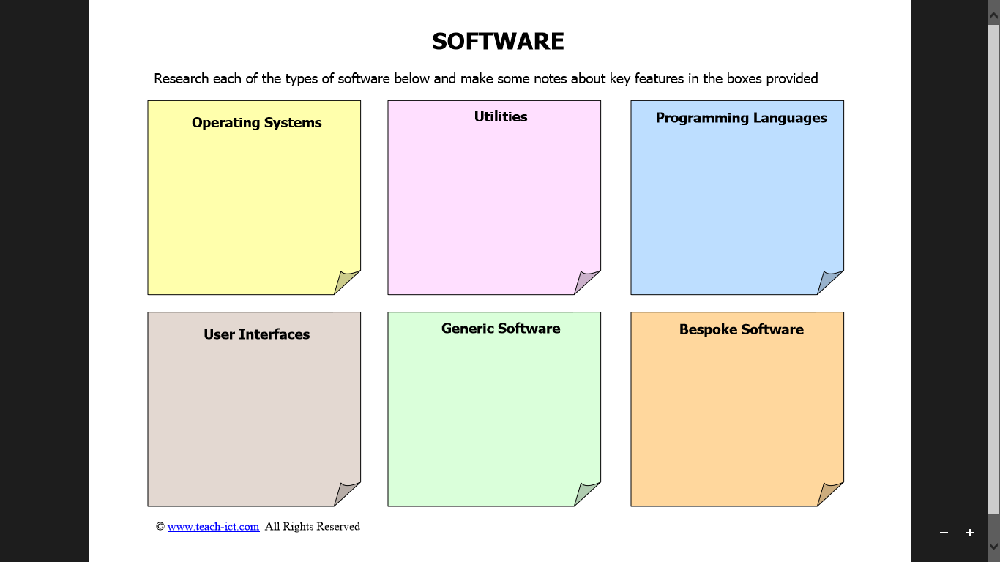 SOFTWARE
Research each of the types of software below and make some notes about key features in the boxes provided
Operating Systems
Utilities
Programming Languages
User Interfaces
Generic Software
Bespoke Software
© www.teach-ict.com All Rights Reserved